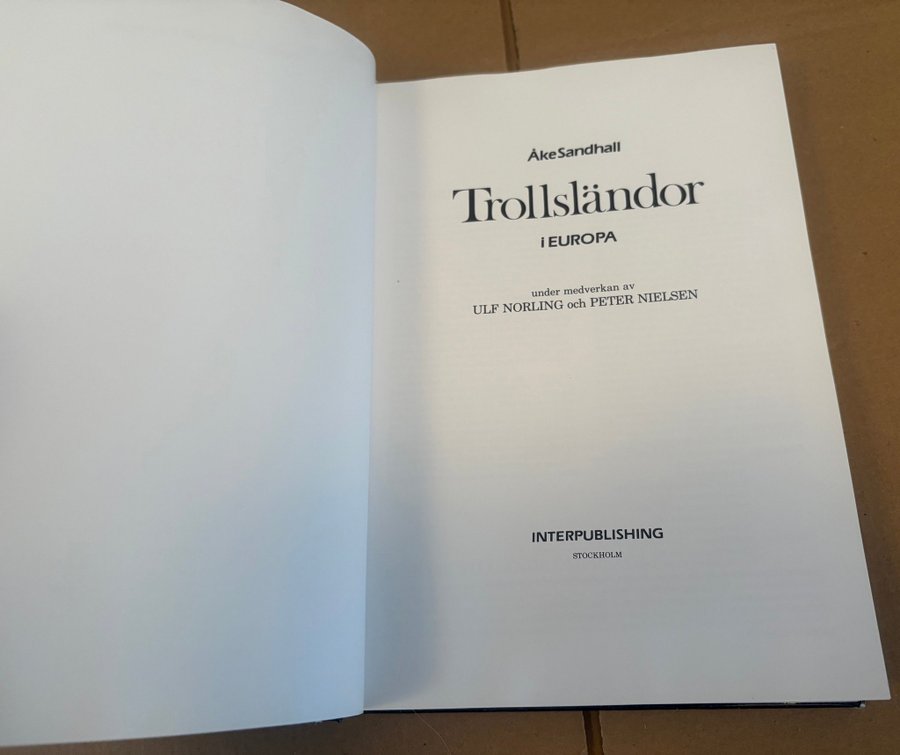 ÅkeSandhall
Trollsländor
i EUROPA
under medverkan av
ULF NORLING och PETER NIELSEN
INTERPUBLISHING
STOCKHOLM